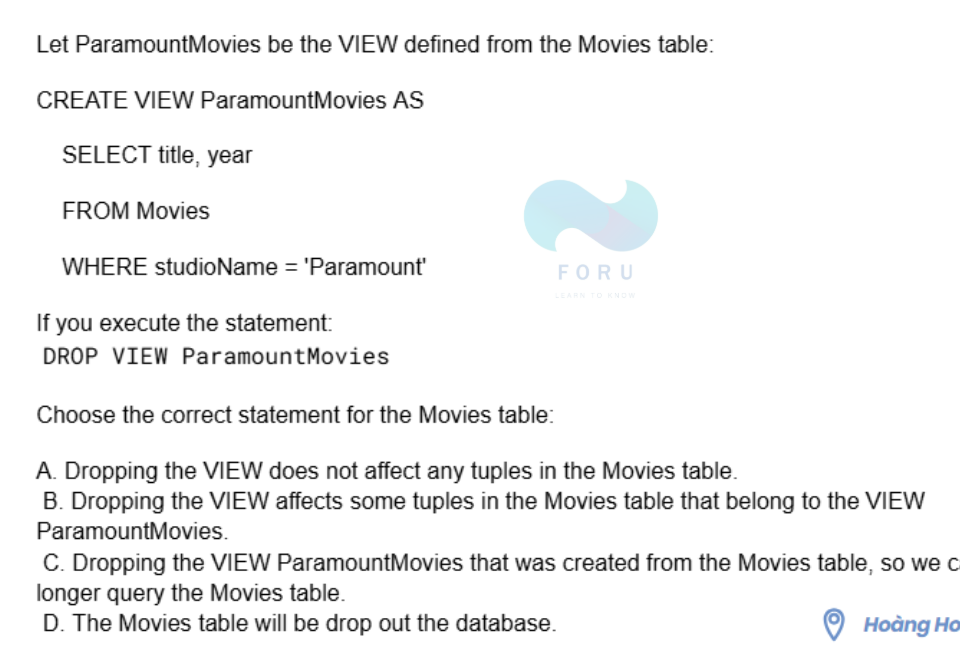 Let ParamountMovies be the VIEW defined from the Movies table:
CREATE VIEW ParamountMovies AS
SELECT title, year
FROM Movies
WHERE studioName = 'Paramount'
FORU
LEARN TO KNOW
If you execute the statement:
DROP VIEW ParamountMovies
Choose the correct statement for the Movies table:
A. Dropping the VIEW does not affect any tuples in the Movies table.
B. Dropping the VIEW affects some tuples in the Movies table that belong to the VIEW
ParamountMovies.
C. Dropping the VIEW ParamountMovies that was created from the Movies table, so we
longer query the Movies table.
D. The Movies table will be drop out the database.
Hoàng